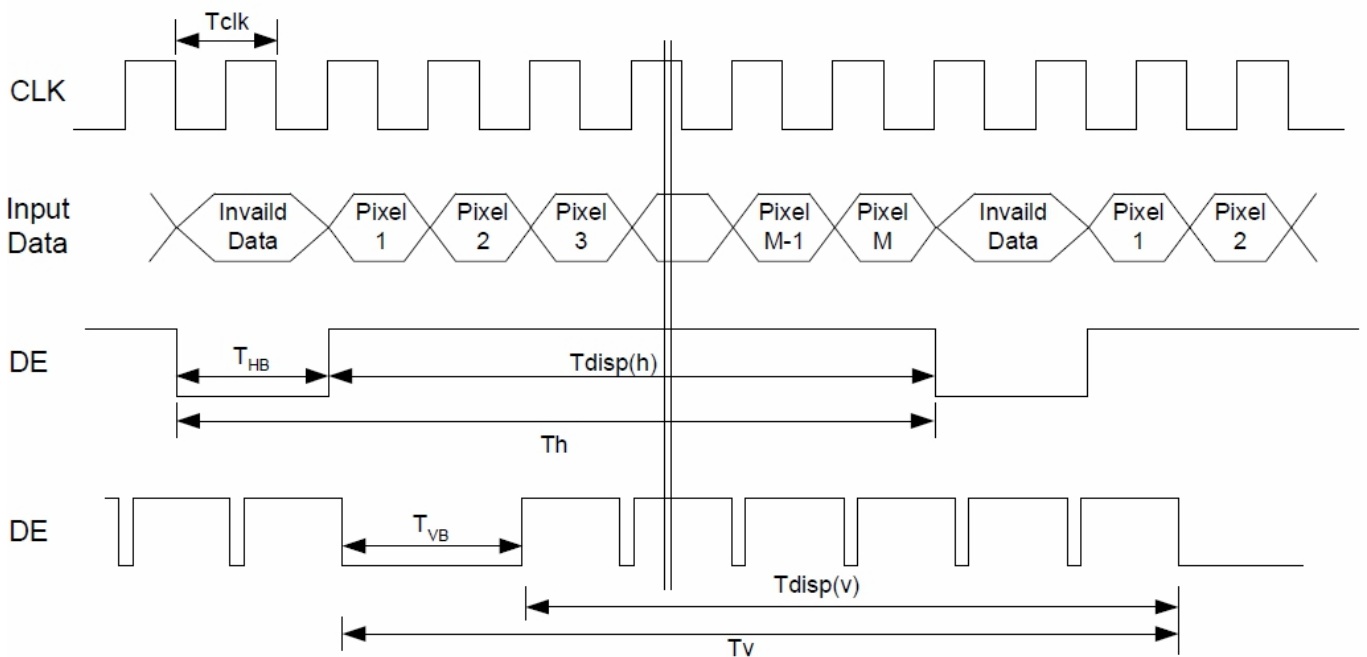 Tclk
CLK
Input
Data
Invaild
Data
Pixel
1
Pixel
2
Pixel
3
Pixel
M-1
Pixel
M
Invaild
Data
Pixel
1
Pixel
2
DE
THB
Tdisp(h)
Th
DE
TVB
Tdisp(v)
Tv